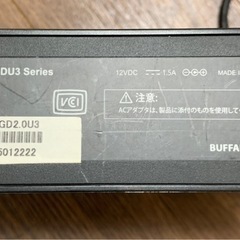 DU3 Series
12VDC 1.5A
MADE
VCI
注意:
ACアダプタは、製品に添付のものを使用してく
GD2.0U3
5012222
BUFFA